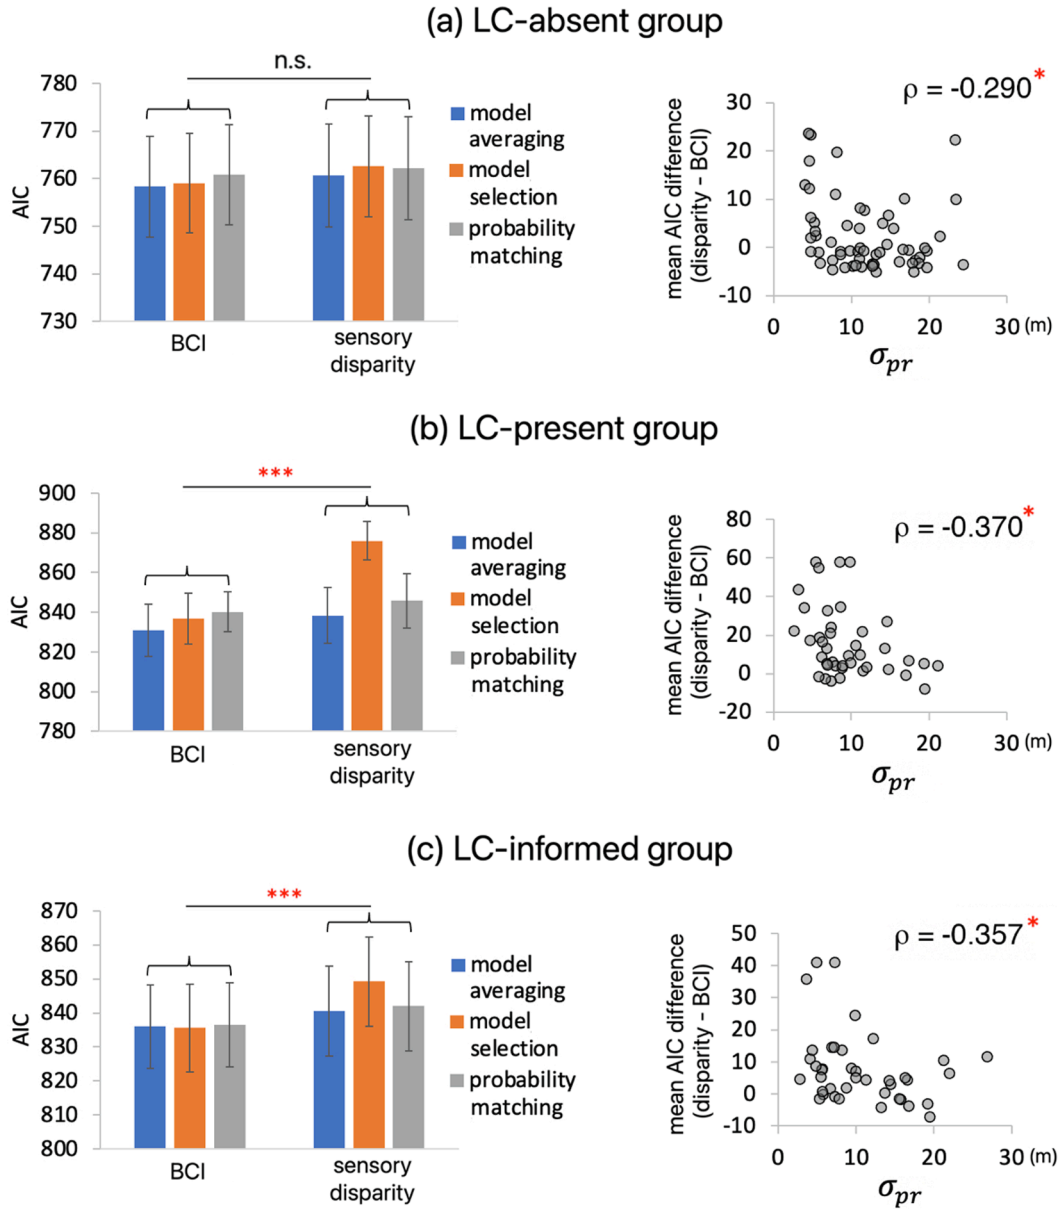 (a) LC-absent group
n.s.
AIC
780
770
760
750
740
730
BCI
sensory
disparity
model
averaging
model
selection
probability
matching
ρ = -0.290*
mean AIC difference
(disparity - BCI)
30
20
10
0
-10
0 10 20 30 (m)
σpr
(b) LC-present group
***
AIC
900
880
860
840
820
800
780
BCI
sensory
disparity
model
averaging
model
selection
probability
matching
ρ = -0.370*
mean AIC difference
(disparity - BCI)
80
60
40
20
0
-20
0 10 20 30 (m)
σpr
(c) LC-informed group
***
AIC
870
860
850
840
830
820
810
800
BCI
sensory
disparity
model
averaging
model
selection
probability
matching
ρ = -0.357*
mean AIC difference
(disparity - BCI)
50
40
30
20
10
0
-10
0 10 20 30 (m)
σpr